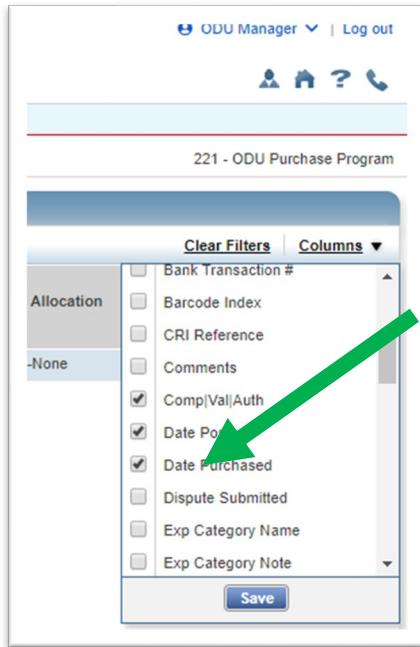 ODU Manager | Log out
?
221 - ODU Purchase Program
Clear Filters Columns
Bank Transaction #
Allocation
Barcode Index
CRI Reference
-None
Comments
Comp|Val|Auth
Date
Date Purchased
Dispute Submitted
Exp Category Name
Exp Category Note
Save